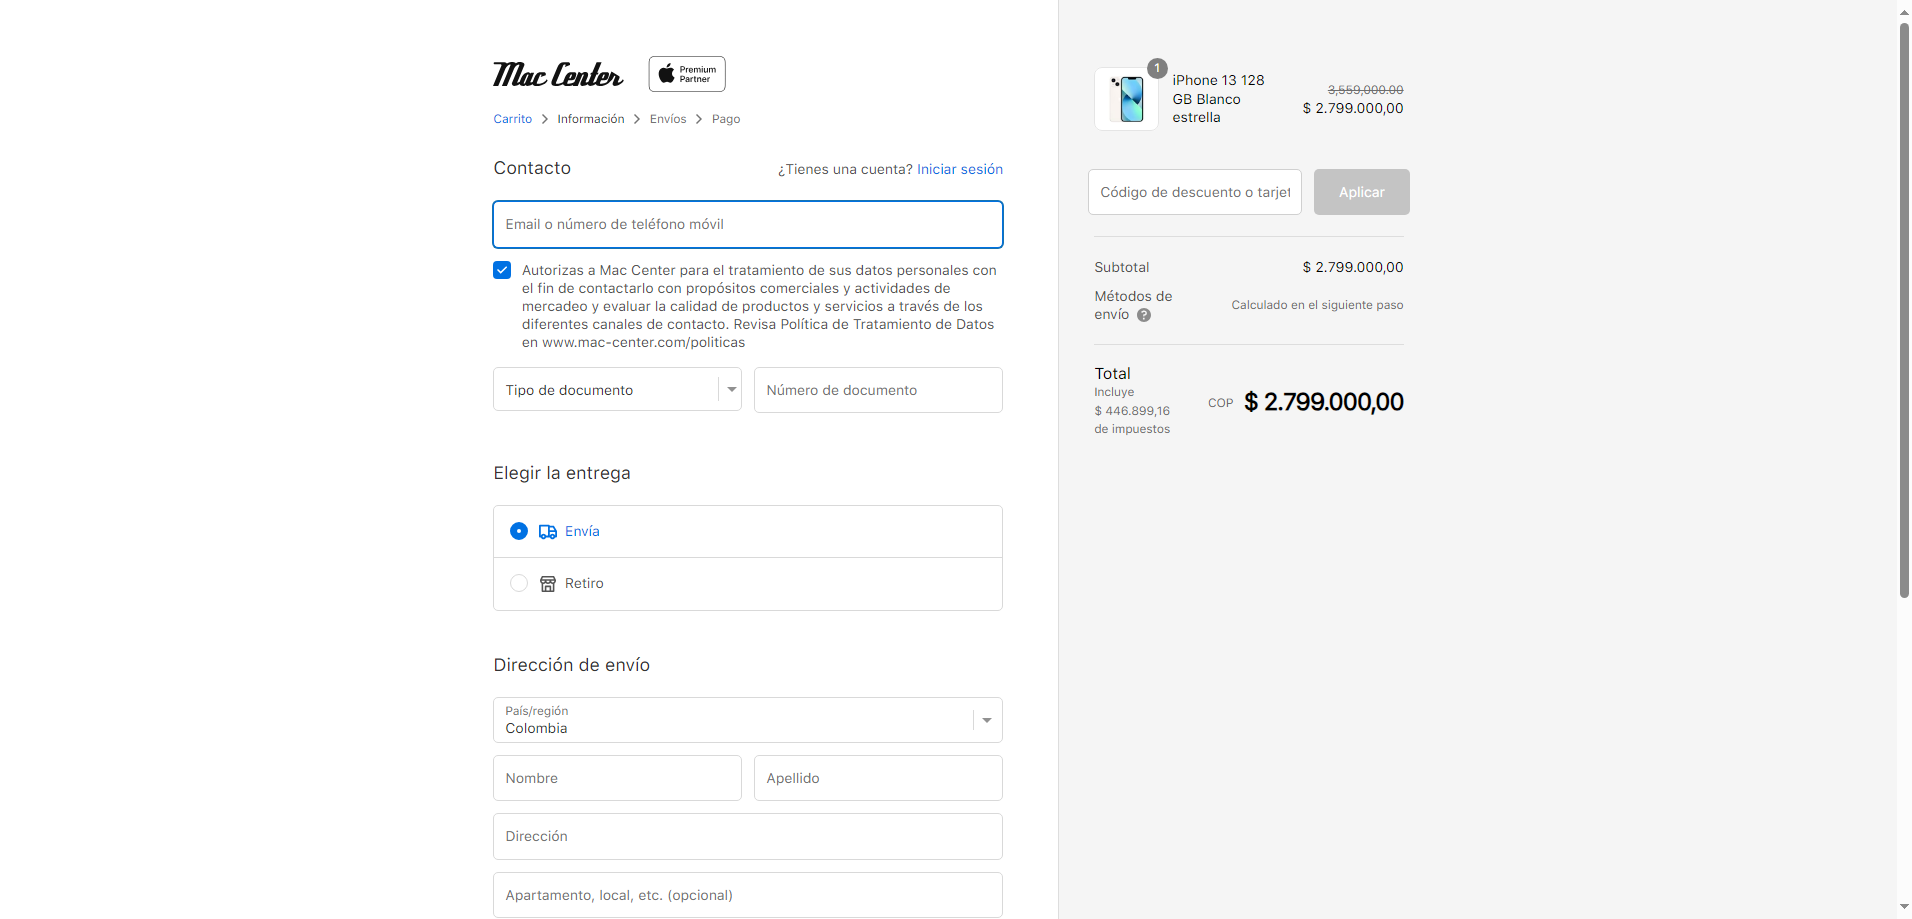 Mac Center
Premium
Partner
Carrito > Información > Envíos > Pago
Contacto
¿Tienes una cuenta? Iniciar sesión
Email o número de teléfono móvil
Autorizas a Mac Center para el tratamiento de sus datos personales con
el fin de contactarlo con propósitos comerciales y actividades de
mercadeo y evaluar la calidad de productos y servicios a través de los
diferentes canales de contacto. Revisa Política de Tratamiento de Datos
en www.mac-center.com/politicas
Tipo de documento
Número de documento
Elegir la entrega
Envía
Retiro
Dirección de envío
País/región
Colombia
Nombre
Apellido
Dirección
Apartamento, local, etc. (opcional)
1
iPhone 13 128
GB Blanco
estrella
3,559,000.00
$ 2.799.000,00
Código de descuento o tarjet
Aplicar
Subtotal
$ 2.799.000,00
Métodos de
envío ?
Calculado en el siguiente paso
Total
Incluye
$ 446.899,16
de impuestos
COP $ 2.799.000,00